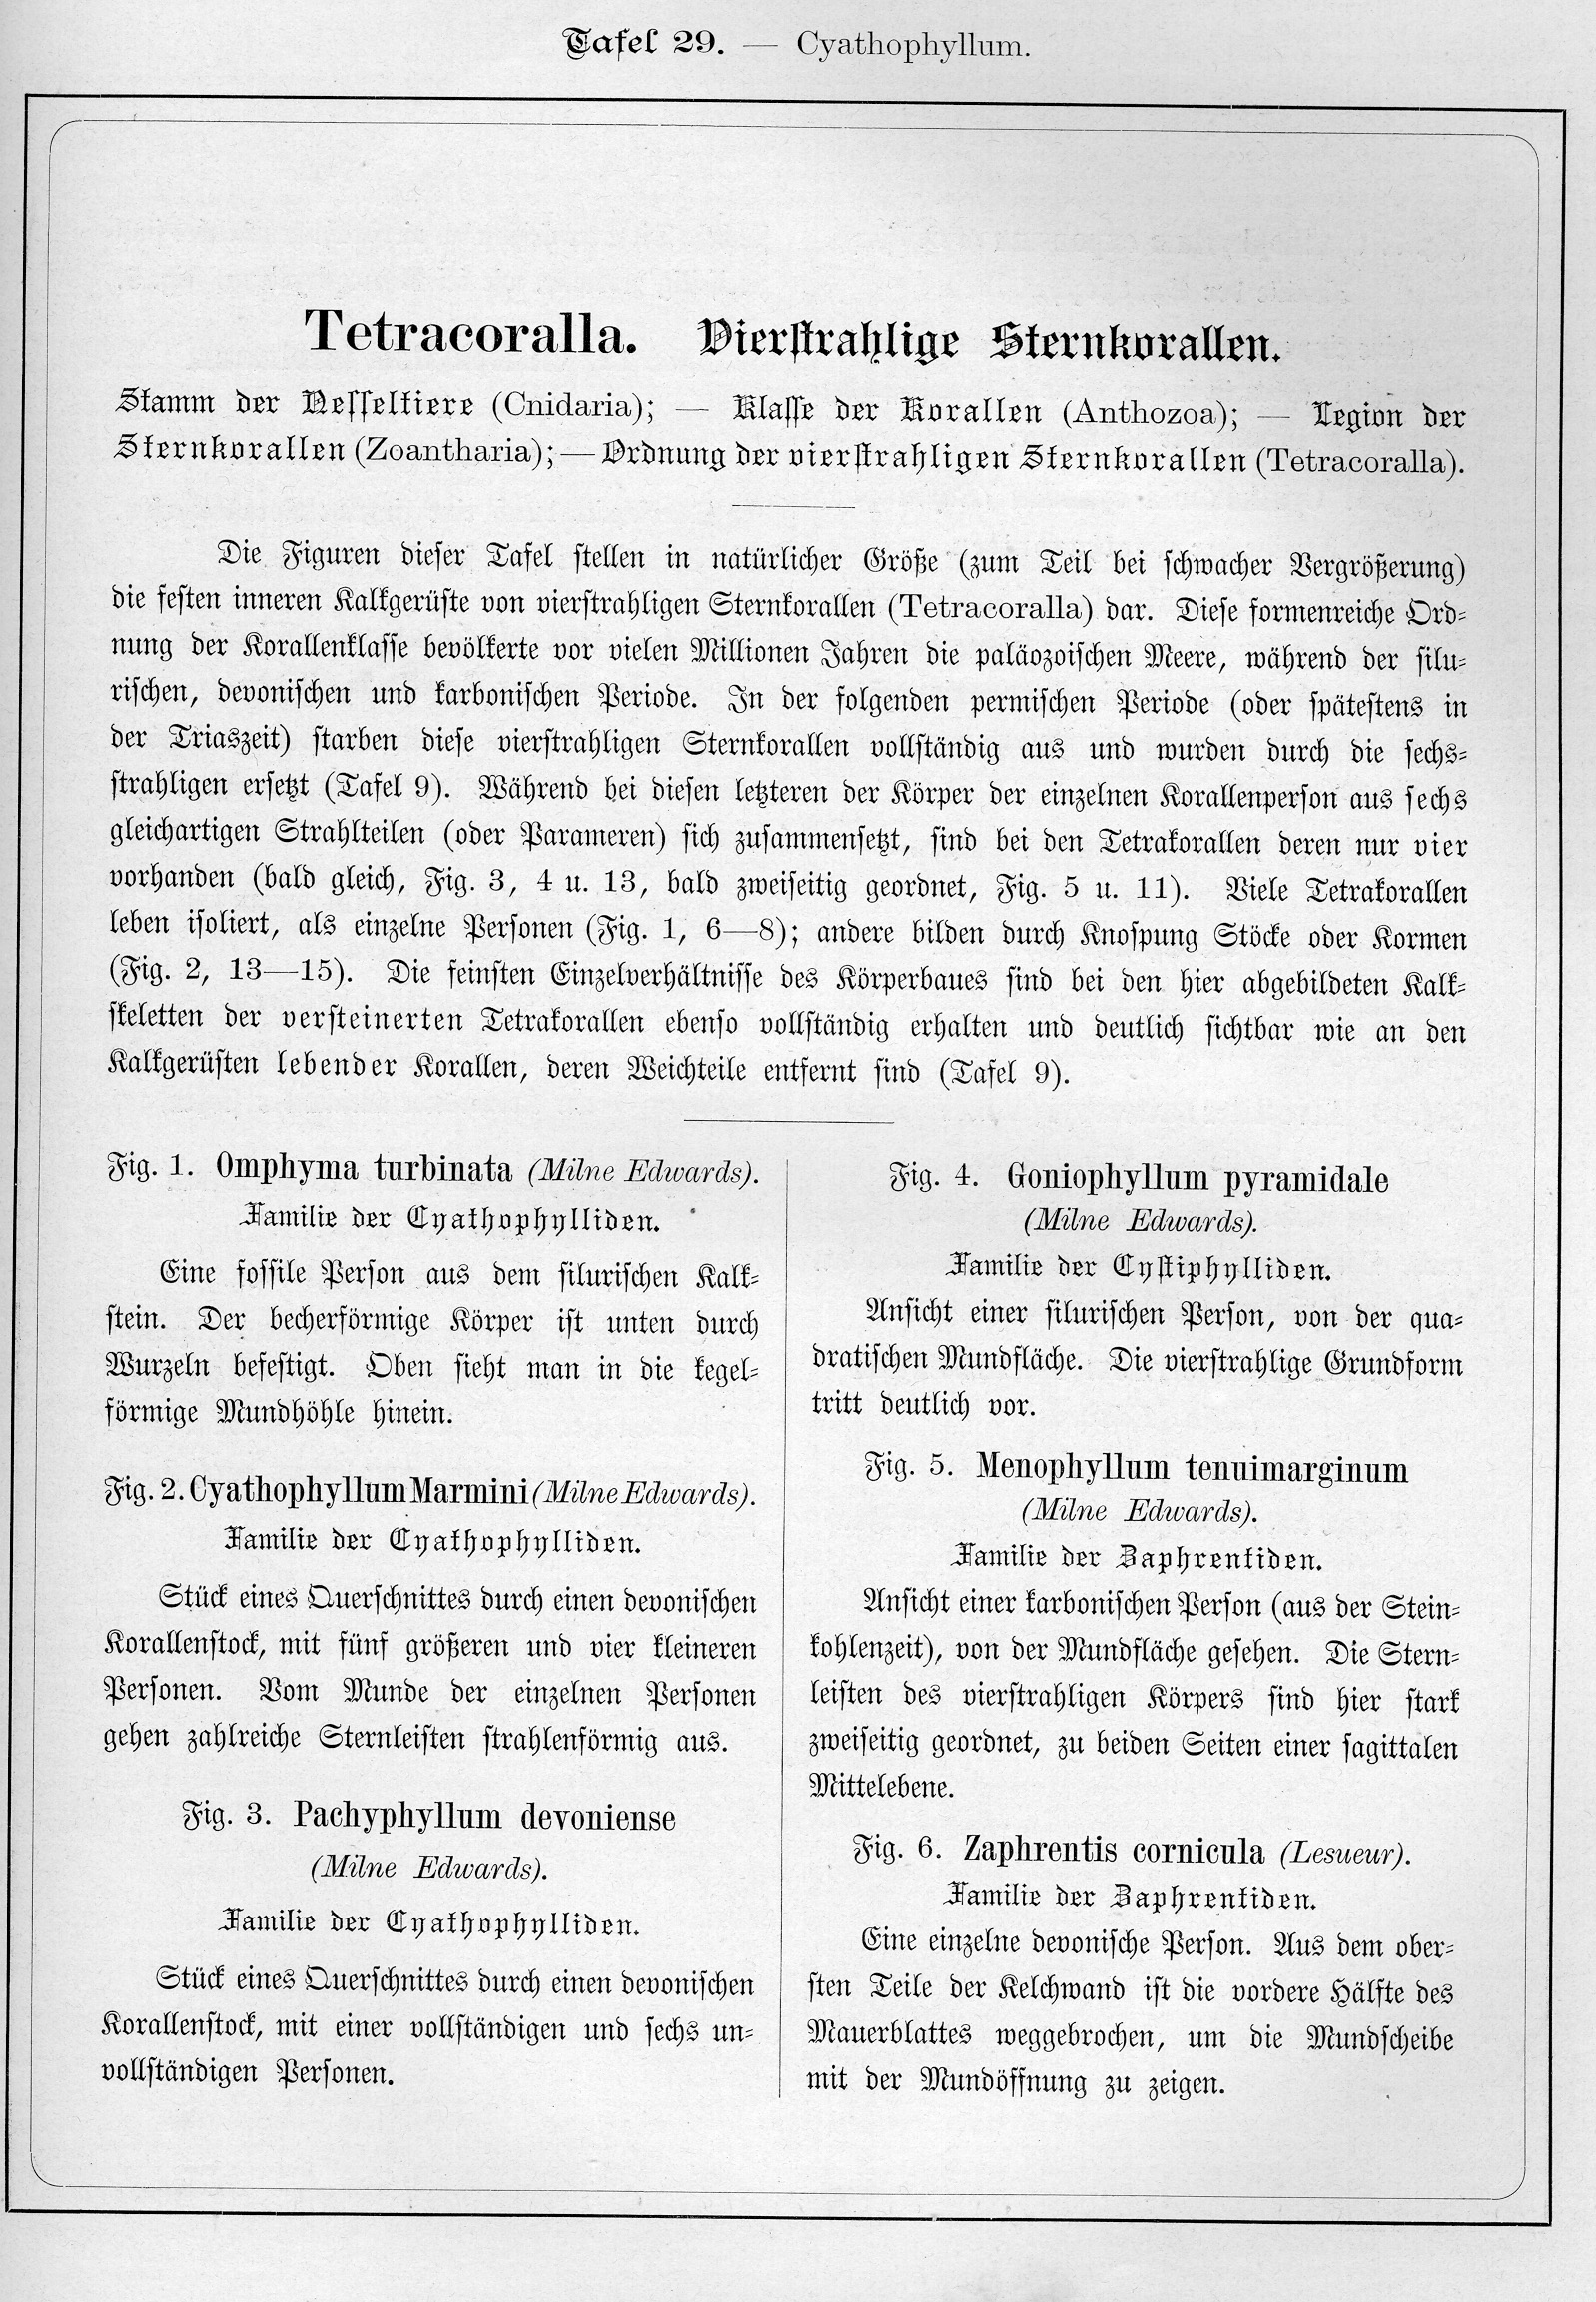 Tafel 29. — Cyathophyllum.
Tetracoralla. Vierstrahlige Sternkorallen.
Stamm der Nesseltiere (Cnidaria); — Klasse der Korallen (Anthozoa); — Legion der
Sternkorallen (Zoantharia); — Ordnung der vierstrahligen Sternkorallen (Tetracoralla).
Die Figuren dieser Tafel stellen in natürlicher Größe (zum Teil bei schwacher Vergrößerung)
die festen inneren Kalkgerüste von vierstrahligen Sternkorallen (Tetracoralla) dar. Diese formenreiche Ord-
nung der Korallenklasse bevölkerte vor vielen Millionen Jahren die paläozoischen Meere, während der silu-
rischen, devonischen und karbonischen Periode. In der folgenden permischen Periode (oder spätestens in
der Triaszeit) starben diese vierstrahligen Sternkorallen vollständig aus und wurden durch die sechs-
strahligen ersetzt (Tafel 9). Während bei diesen letzteren der Körper der einzelnen Korallenperson aus sechs
gleichartigen Strahlteilen (oder Parameren) sich zusammensetzt, sind bei den Tetrakorallen deren nur vier
vorhanden (bald gleich, Fig. 3, 4 u. 13, bald zweiseitig geordnet, Fig. 5 u. 11). Viele Tetrakorallen
leben isoliert, als einzelne Personen (Fig. 1, 6—8); andere bilden durch Knospung Stöcke oder Kormen
(Fig. 2, 13—15). Die feinsten Einzelverhältnisse des Körperbaues sind bei den hier abgebildeten Kalk-
skeletten der versteinerten Tetrakorallen ebenso vollständig erhalten und deutlich sichtbar wie an den
Kalkgerüsten lebender Korallen, deren Weichteile entfernt sind (Tafel 9).
Fig. 1. Omphyma turbinata (Milne Edwards).
Familie der Cyathophylliden.
Eine fossile Person aus dem silurischen Kalk-
stein. Der becherförmige Körper ist unten durch
Wurzeln befestigt. Oben sieht man in die kegel-
förmige Mundhöhle hinein.
Fig. 2. Cyathophyllum Marmini (Milne Edwards).
Familie der Cyathophylliden.
Stück eines Querschnittes durch einen devonischen
Korallenstock, mit fünf größeren und vier kleineren
Personen. Vom Munde der einzelnen Personen
gehen zahlreiche Sternleisten strahlenförmig aus.
Fig. 3. Pachyphyllum devoniense
(Milne Edwards).
Familie der Cyathophylliden.
Stück eines Querschnittes durch einen devonischen
Korallenstock, mit einer vollständigen und sechs un-
vollständigen Personen.
Fig. 4. Goniophyllum pyramidale
(Milne Edwards).
Familie der Cystiphylliden.
Ansicht einer silurischen Person, von der qua-
dratischen Mundfläche. Die vierstrahlige Grundform
tritt deutlich vor.
Fig. 5. Menophyllum tenuimarginum
(Milne Edwards).
Familie der Zaphrentiden.
Ansicht einer karbonischen Person (aus der Stein-
kohlenzeit), von der Mundfläche gesehen. Die Stern-
leisten des vierstrahligen Körpers sind hier stark
zweiseitig geordnet, zu beiden Seiten einer sagittalen
Mittelebene.
Fig. 6. Zaphrentis cornicula (Lesueur).
Familie der Zaphrentiden.
Eine einzelne devonische Person. Aus dem ober-
sten Teile der Kelchwand ist die vordere Hälfte des
Mauerblattes weggebrochen, um die Mundscheibe
mit der Mundöffnung zu zeigen.